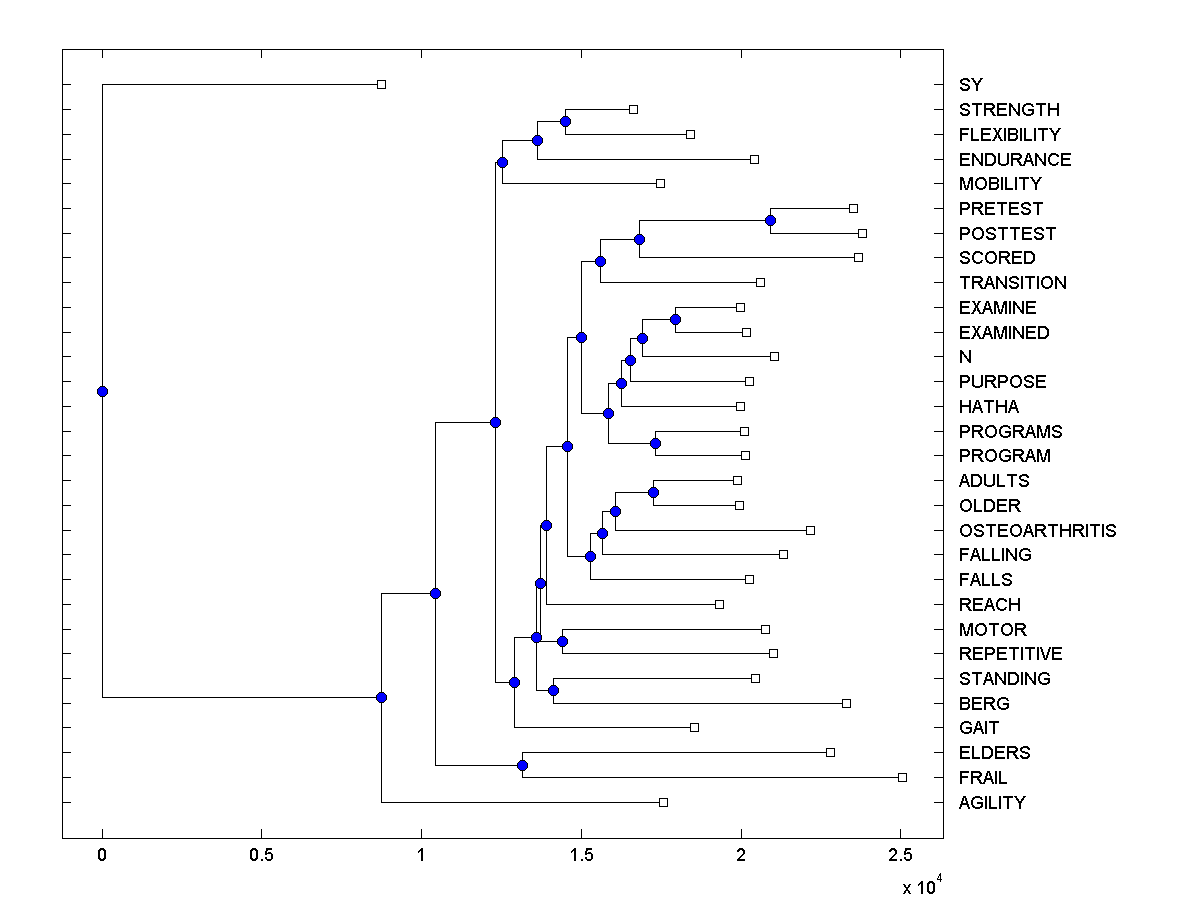 SY
STRENGTH
FLEXIBILITY
ENDURANCE
MOBILITY
PRETEST
POSTTEST
SCORED
TRANSITION
EXAMINE
EXAMINED
N
PURPOSE
HATHA
PROGRAMS
PROGRAM
ADULTS
OLDER
OSTEOARTHRITIS
FALLING
FALLS
REACH
MOTOR
REPETITIVE
STANDING
BERG
GAIT
ELDERS
FRAIL
AGILITY
0 0.5 1 1.5 2 2.5
x 10^4